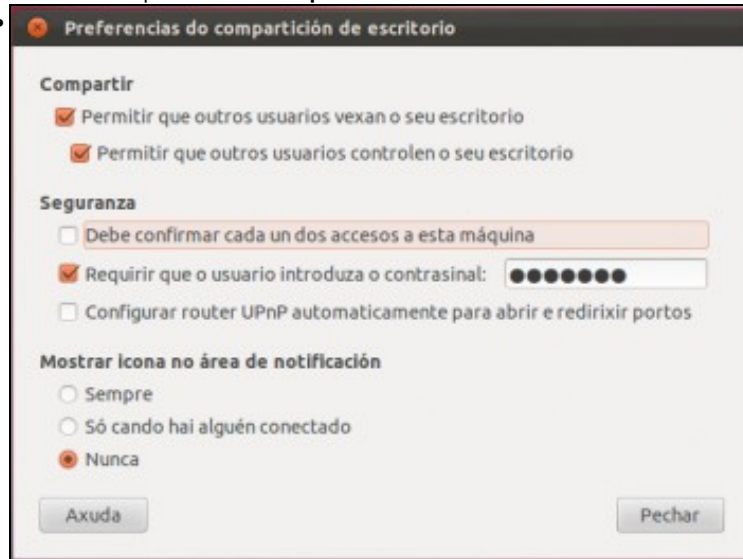 Preferencias do compartición de escritorio
Compartir
Permitir que outros usuarios vexan o seu escritorio
Permitir que outros usuarios controlen o seu escritorio
Seguranza
Debe confirmar cada un dos accesos a esta máquina
Requirir que o usuario introduza o contrasinal: ●●●●●●●
Configurar router UPnP automaticamente para abrir e redirixir portos
Mostrar icona no área de notificación
Sempre
Só cando hai alguén conectado
Nunca
Axuda Pechar